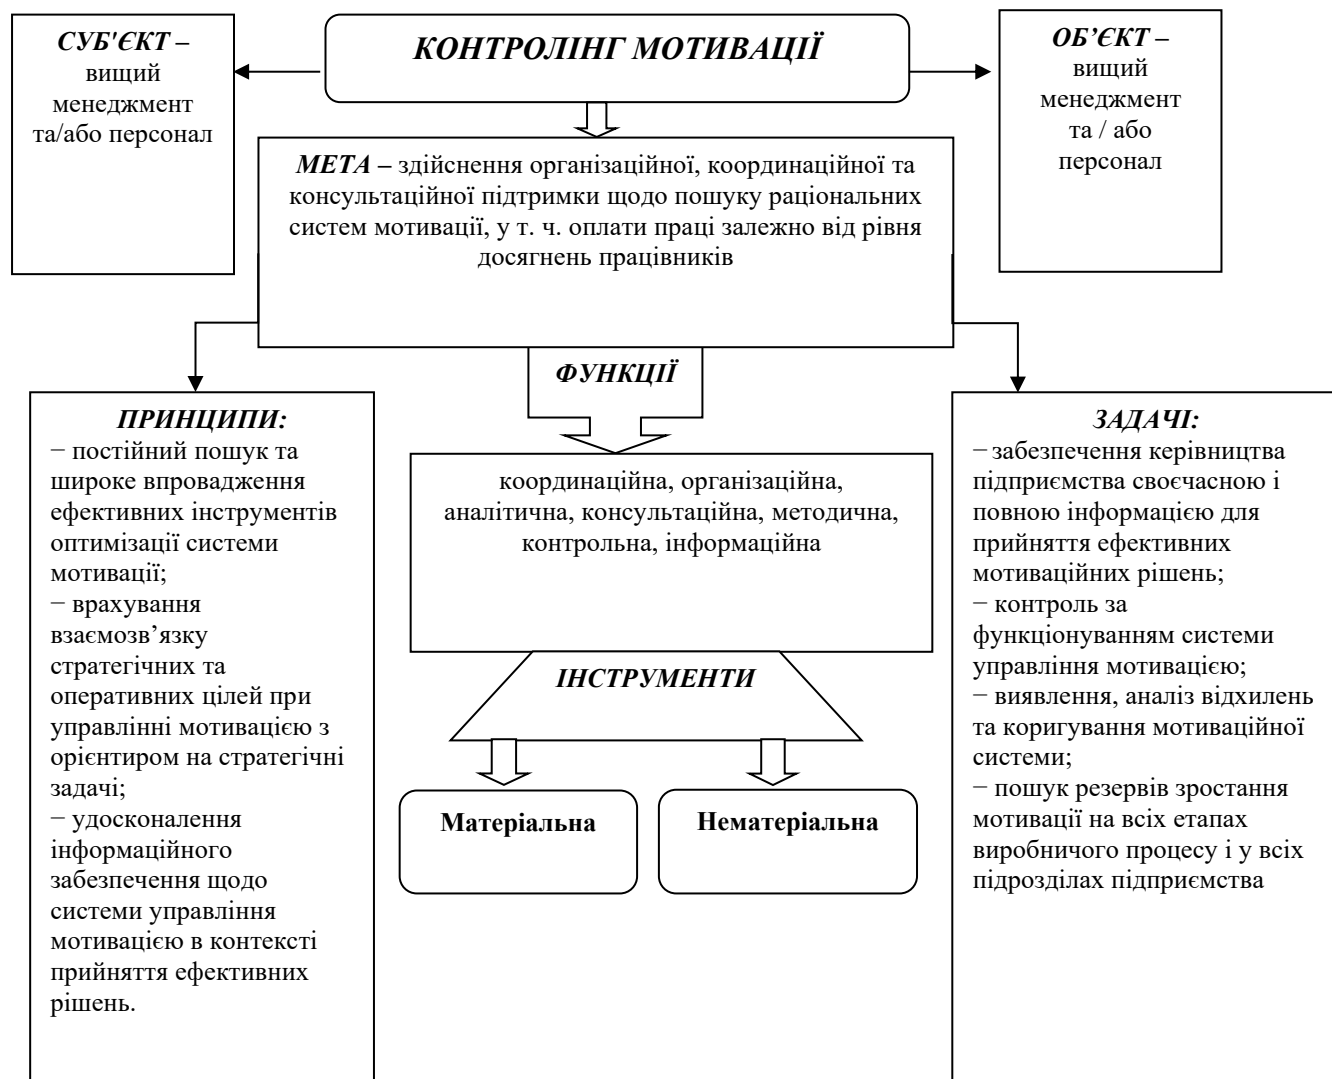 СУБ'ЄКТ –
вищий
менеджмент
та/або персонал
КОНТРОЛІНГ МОТИВАЦІЇ
ОБ’ЄКТ –
вищий
менеджмент
та / або
персонал
МЕТА – здійснення організаційної, координаційної та
консультаційної підтримки щодо пошуку раціональних
систем мотивації, у т. ч. оплати праці залежно від рівня
досягнень працівників
ФУНКЦІЇ
ПРИНЦИПИ:
− постійний пошук та
широке впровадження
ефективних інструментів
оптимізації системи
мотивації;
− врахування
взаємозв’язку
стратегічних та
оперативних цілей при
управлінні мотивацією з
орієнтиром на стратегічні
задачі;
− удосконалення
інформаційного
забезпечення щодо
системи управління
мотивацією в контексті
прийняття ефективних
рішень.
координаційна, організаційна,
аналітична, консультаційна, методична,
контрольна, інформаційна
ІНСТРУМЕНТИ
Матеріальна
Нематеріальна
ЗАДАЧІ:
− забезпечення керівництва
підприємства своєчасною і
повною інформацією для
прийняття ефективних
мотиваційних рішень;
− контроль за
функціонуванням системи
управління мотивацією;
− виявлення, аналіз відхилень
та коригування мотиваційної
системи;
− пошук резервів зростання
мотивації на всіх етапах
виробничого процесу і у всіх
підрозділах підприємства